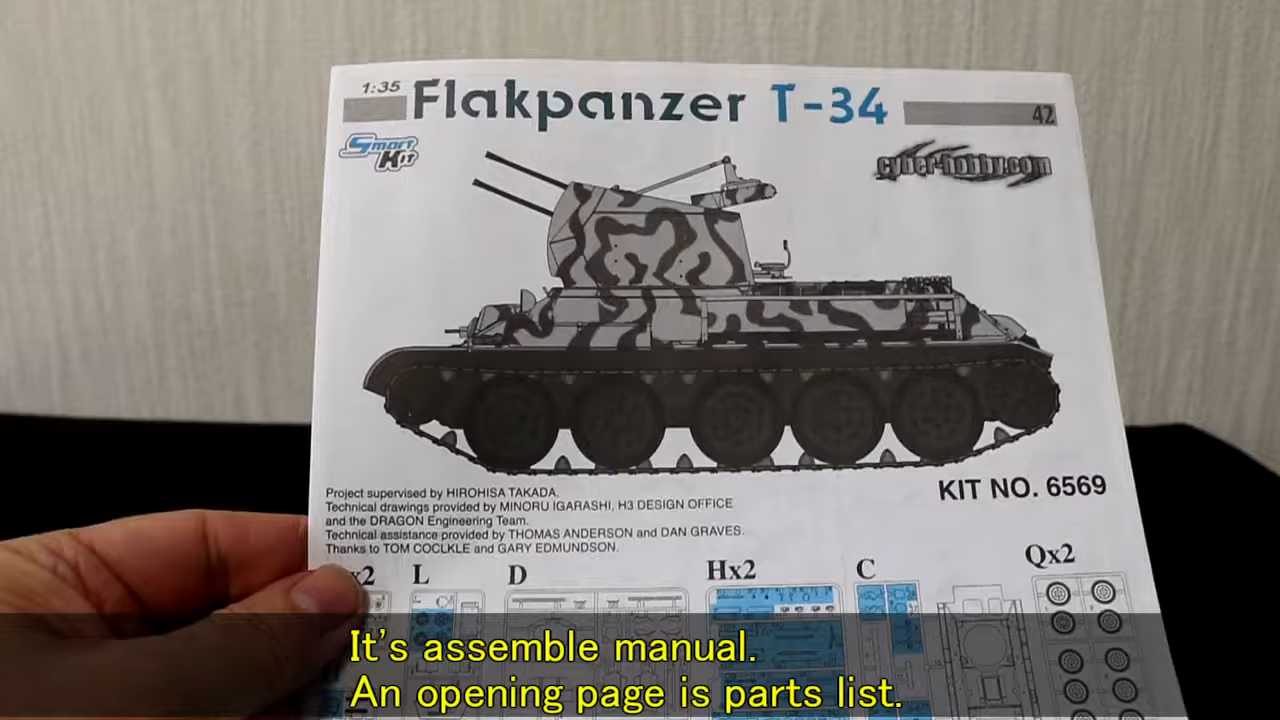 1:35 Flakpanzer T-34 42
Smart Kit
cyber-hobby.com
Project supervised by HIROHISA TAKADA.
Technical drawings provided by MINORU IGARASHI, H3 DESIGN OFFICE
and the DRAGON Engineering Team.
Technical assistance provided by THOMAS ANDERSON and DAN GRAVES.
Thanks to TOM COCLKLE and GARY EDMUNDSON.
KIT NO. 6569
x2 L D Hx2 C Qx2
It's assemble manual.
An opening page is parts list.